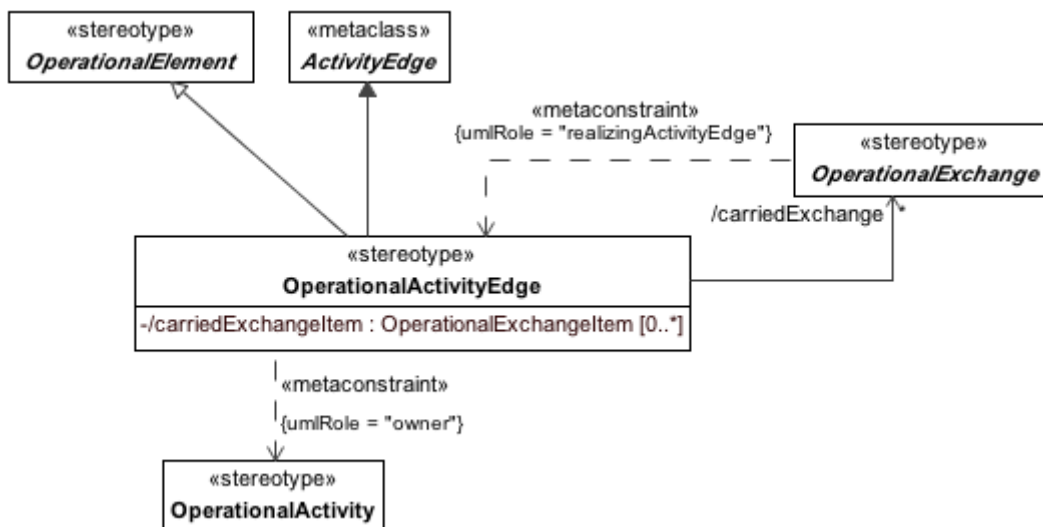 «stereotype»
OperationalElement
«metaclass»
ActivityEdge
«metaconstraint»
{umlRole = "realizingActivityEdge"}
«stereotype»
OperationalExchange
/carriedExchange
*
«stereotype»
OperationalActivityEdge
-/carriedExchangeItem : OperationalExchangeItem [0..*]
«metaconstraint»
{umlRole = "owner"}
«stereotype»
OperationalActivity